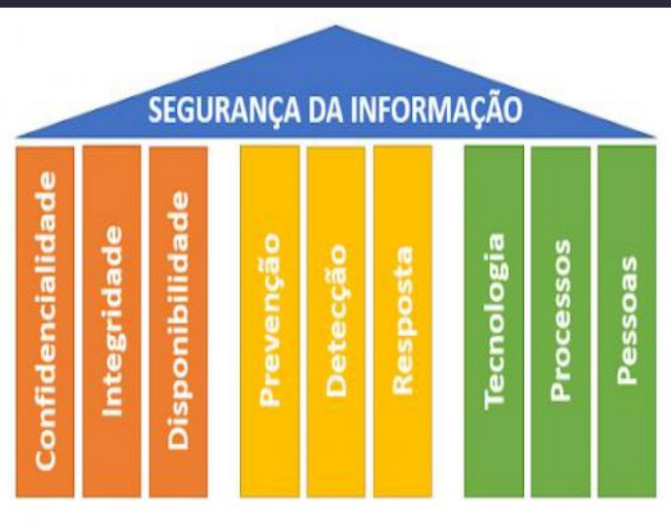 SEGURANÇA DA INFORMAÇÃO
Confidencialidade
Integridade
Disponibilidade
Prevenção
Detecção
Resposta
Tecnologia
Processos
Pessoas